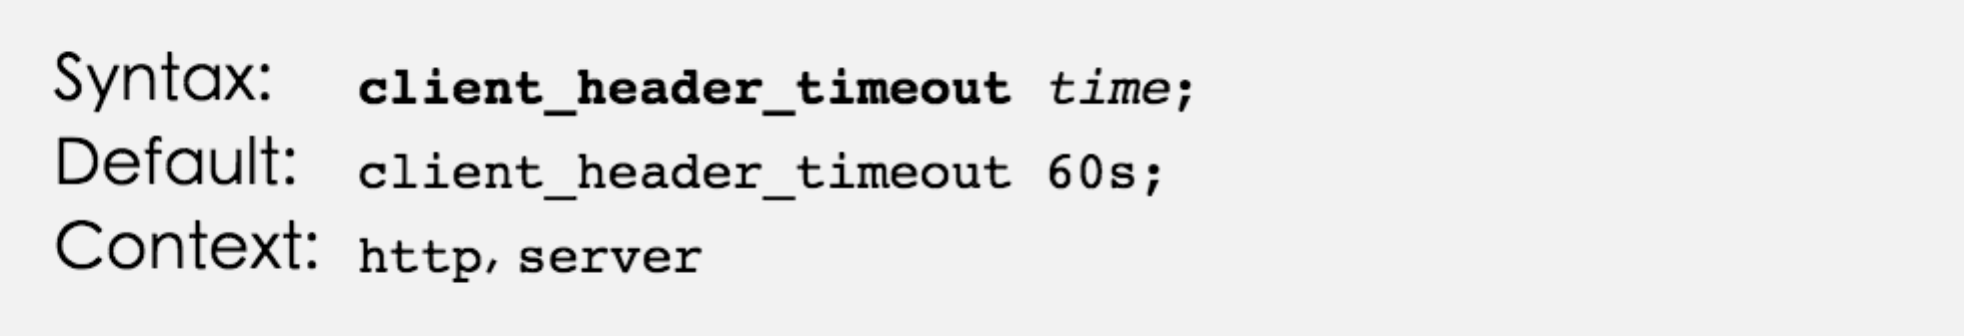 Syntax: client_header_timeout time;
Default: client_header_timeout 60s;
Context: http, server